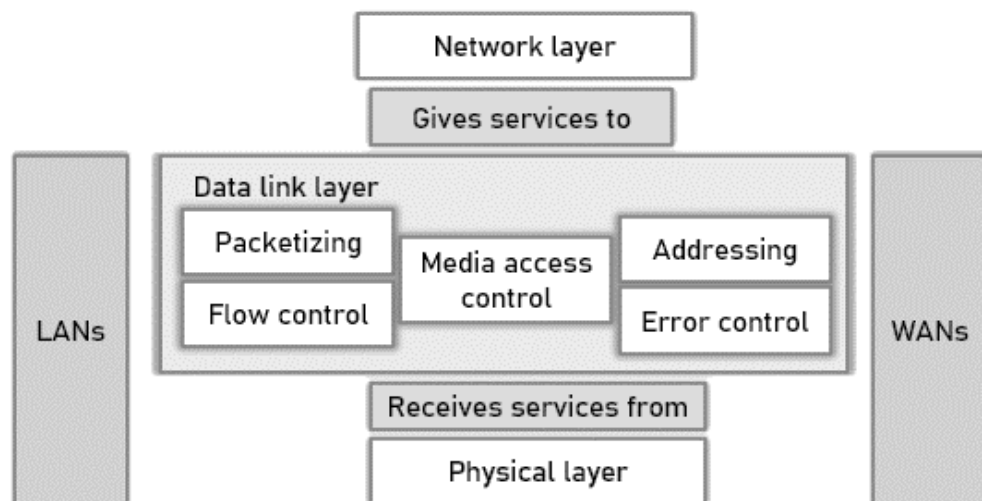 Network layer
Gives services to
Data link layer
Packetizing
Flow control
Media access
control
Addressing
Error control
LANs
WANs
Receives services from
Physical layer